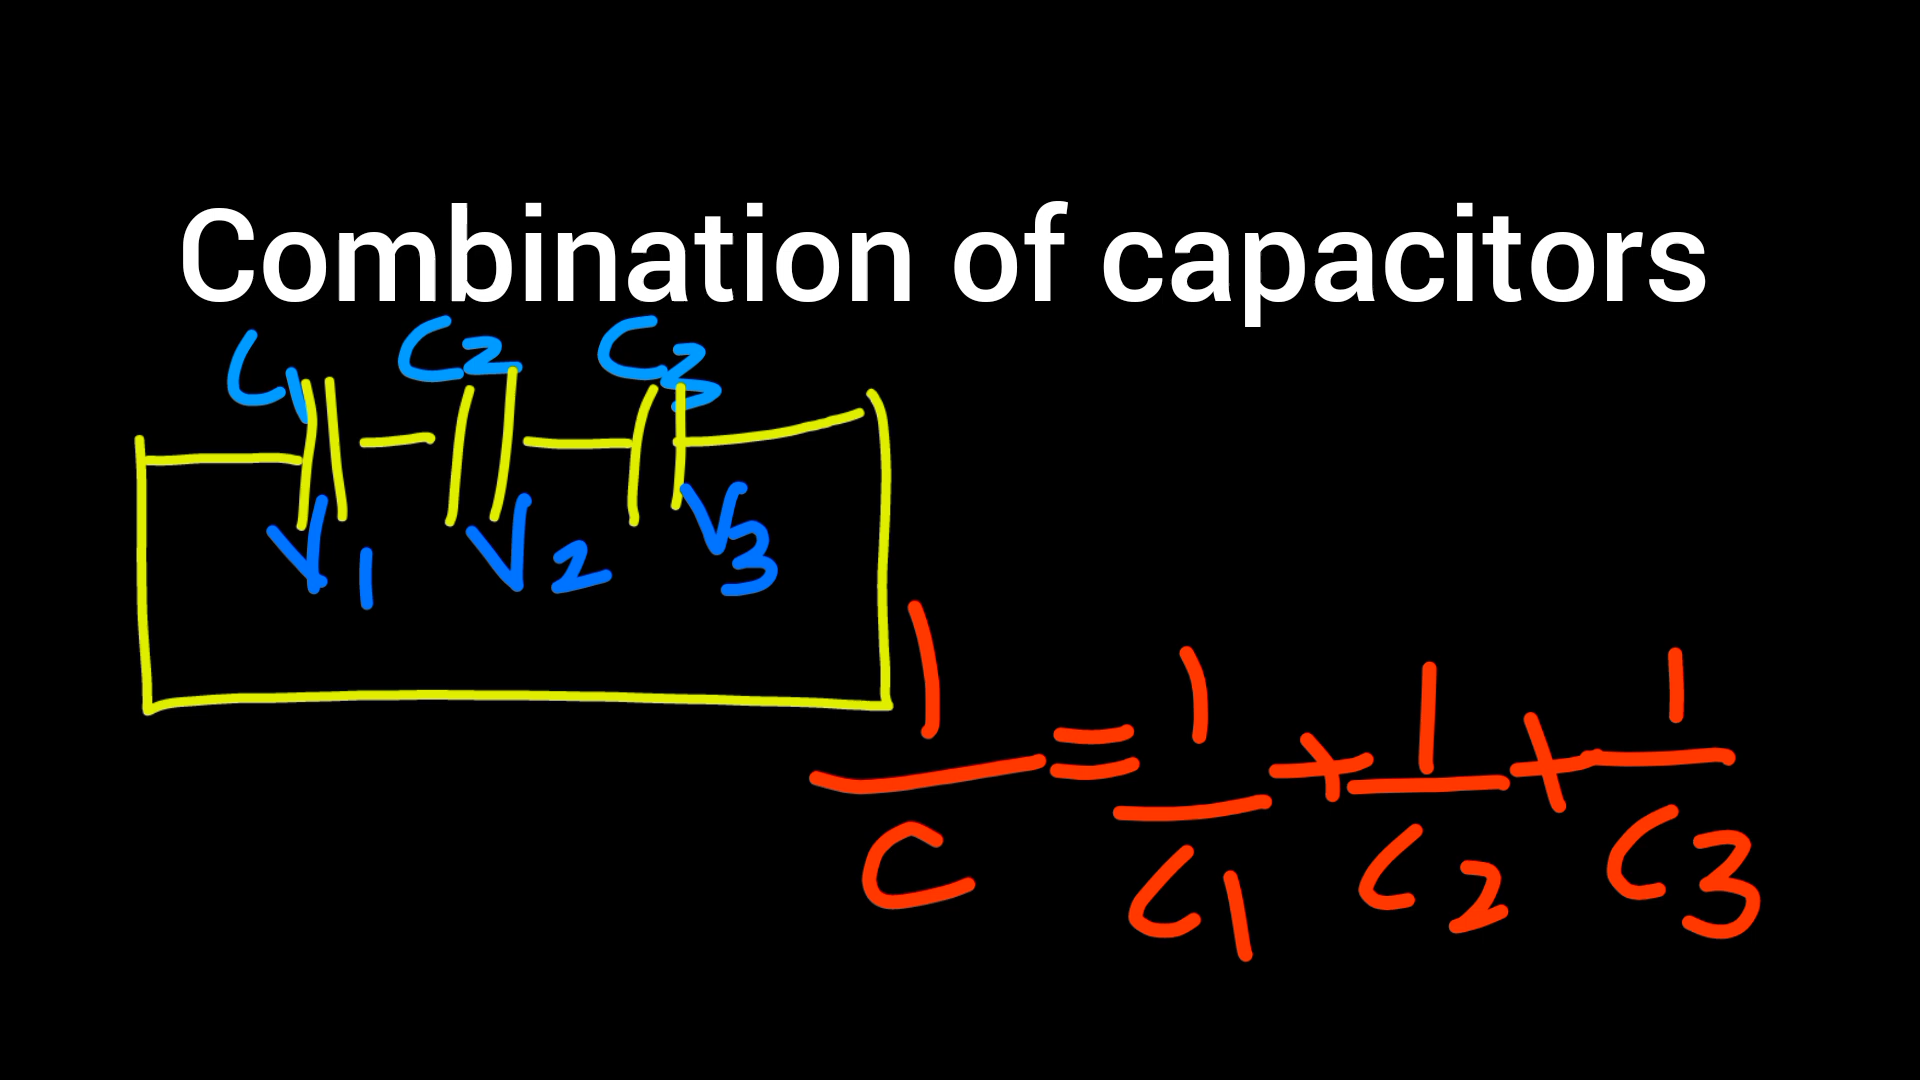 Combination of capacitors
C1 C2 C3
V1 V2 V3
1/C = 1/C1 + 1/C2 + 1/C3